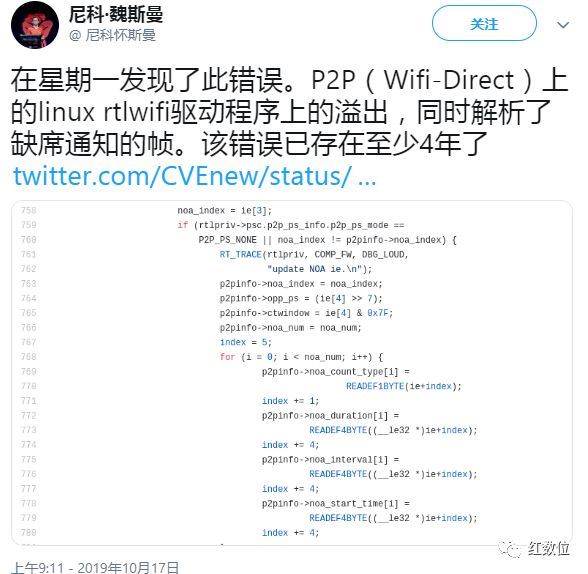 尼科·魏斯曼
@ 尼科怀斯曼
关注
在星期一发现了此错误。P2P（Wifi-Direct）上
的linux rtlwifi驱动程序上的溢出，同时解析了
缺席通知的帧。该错误已存在至少4年了
twitter.com/CVEnew/status/ ...
758 noa_index = ie[3];
759 if (rtlpriv->psc.p2p_ps_info.p2p_ps_mode ==
760 P2P_PS_NONE || noa_index != p2pinfo->noa_index) {
761 RT_TRACE(rtlpriv, COMP_FW, DBG_LOUD,
762 "update NOA ie.\n");
763 p2pinfo->noa_index = noa_index;
764 p2pinfo->opp_ps = (ie[4] >> 7);
765 p2pinfo->ctwindow = ie[4] & 0x7F;
766 p2pinfo->noa_num = noa_num;
767 index = 5;
768 for (i = 0; i < noa_num; i++) {
769 p2pinfo->noa_count_type[i] =
770 READEF1BYTE(ie+index);
771 index += 1;
772 p2pinfo->noa_duration[i] =
773 READEF4BYTE((__le32 *)ie+index);
774 index += 4;
775 p2pinfo->noa_interval[i] =
776 READEF4BYTE((__le32 *)ie+index);
777 index += 4;
778 p2pinfo->noa_start_time[i] =
779 READEF4BYTE((__le32 *)ie+index);
780 index += 4;
红数位
上午9:11 - 2019年10月17日